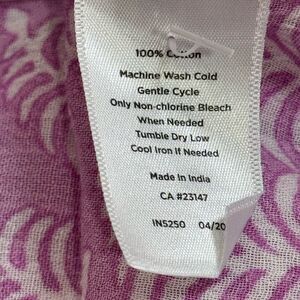 100% Cotton
Machine Wash Cold
Gentle Cycle
Only Non-chlorine Bleach
When Needed
Tumble Dry Low
Cool Iron If Needed
Made in India
CA #23147
IN5250 04/20